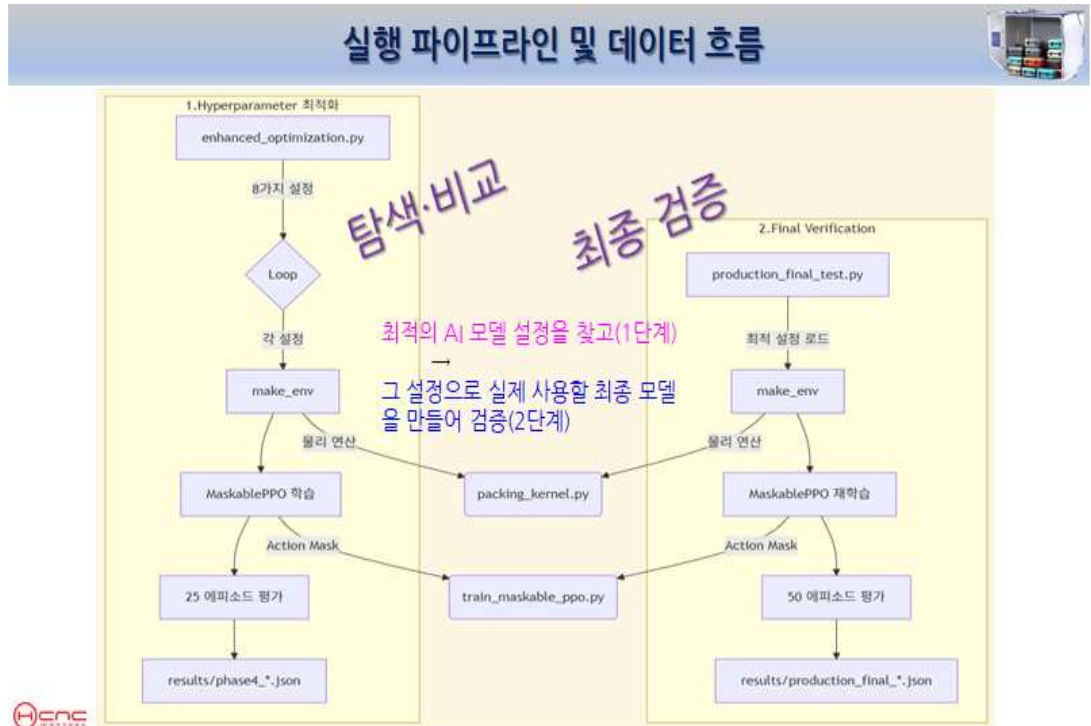 실행 파이프라인 및 데이터 흐름
1.Hyperparameter 최적화
enhanced_optimization.py
8가지 설정
Loop
각 설정
make_env
물리 연산
MaskablePPO 학습
Action Mask
25 에피소드 평가
results/phase4_*.json
탐색·비교
최종 검증
최적의 AI 모델 설정을 찾고(1단계)
→
그 설정으로 실제 사용할 최종 모델
을 만들어 검증(2단계)
packing_kernel.py
train_maskable_ppo.py
2.Final Verification
production_final_test.py
최적 설정 로드
make_env
물리 연산
MaskablePPO 재학습
Action Mask
50 에피소드 평가
results/production_final_*.json
HCNC